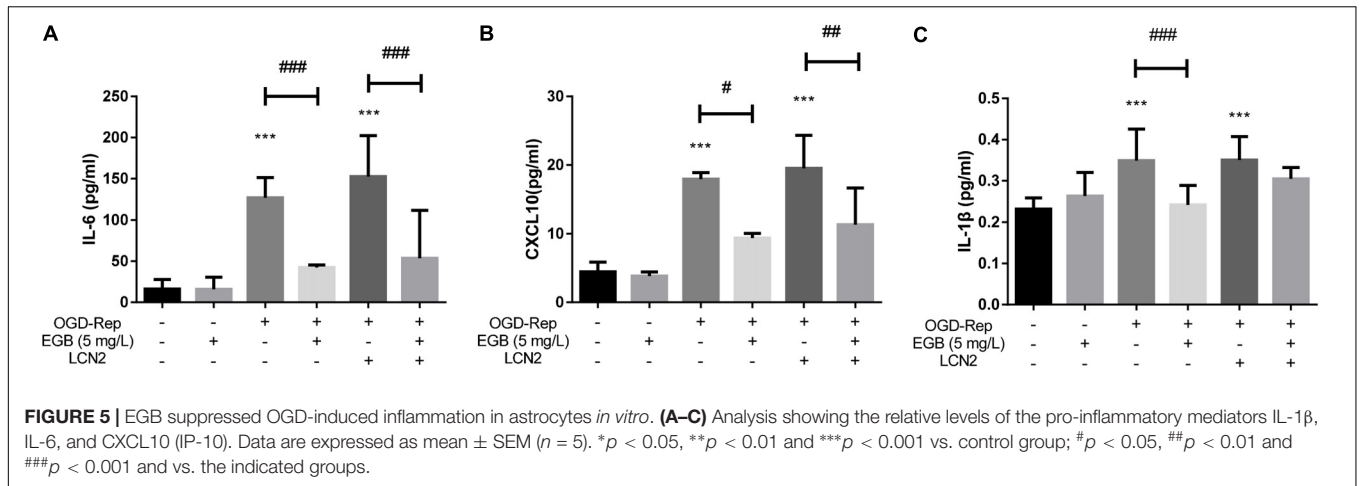 A
###
###
***
***
250
200
150
100
50
0
IL-6 (pg/ml)
OGD-Rep - - + + + +
EGB (5 mg/L) - + - + - +
LCN2 - - - - + +
B
##
#
***
***
30
20
10
0
CXCL10(pg/ml)
OGD-Rep - - + + + +
EGB (5 mg/L) - + - + - +
LCN2 - - - - + +
C
###
***
***
0.5
0.4
0.3
0.2
0.1
0.0
IL-1β (pg/ml)
OGD-Rep - - + + + +
EGB (5 mg/L) - + - + - +
LCN2 - - - - + +
FIGURE 5 | EGB suppressed OGD-induced inflammation in astrocytes in vitro. (A–C) Analysis showing the relative levels of the pro-inflammatory mediators IL-1β,
IL-6, and CXCL10 (IP-10). Data are expressed as mean ± SEM (n = 5). *p < 0.05, **p < 0.01 and ***p < 0.001 vs. control group; #p < 0.05, ##p < 0.01 and
###p < 0.001 and vs. the indicated groups.